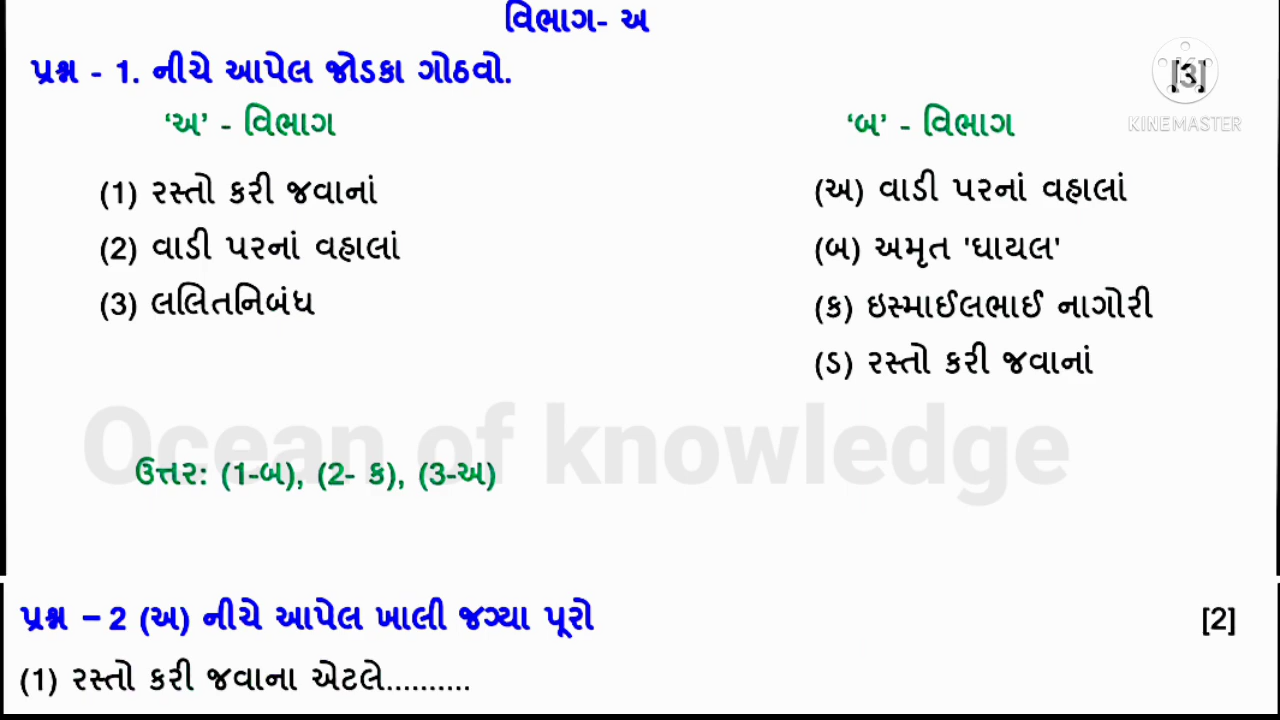 વિભાગ- અ
પ્રશ્ન - 1. નીચે આપેલ જોડકા ગોઠવો. [3]
KINEMASTER
‘અ’ - વિભાગ ‘બ’ - વિભાગ
(1) રસ્તો કરી જવાનાં (અ) વાડી પરનાં વહાલાં
(2) વાડી પરનાં વહાલાં (બ) અમૃત 'ઘાયલ'
(3) લલિતનિબંધ (ક) ઇસ્માઈલભાઈ નાગોરી
(ડ) રસ્તો કરી જવાનાં
Ocean of knowledge
ઉત્તર: (1-બ), (2- ક), (3-અ)
પ્રશ્ન – 2 (અ) નીચે આપેલ ખાલી જગ્યા પૂરો [2]
(1) રસ્તો કરી જવાના એટલે..........